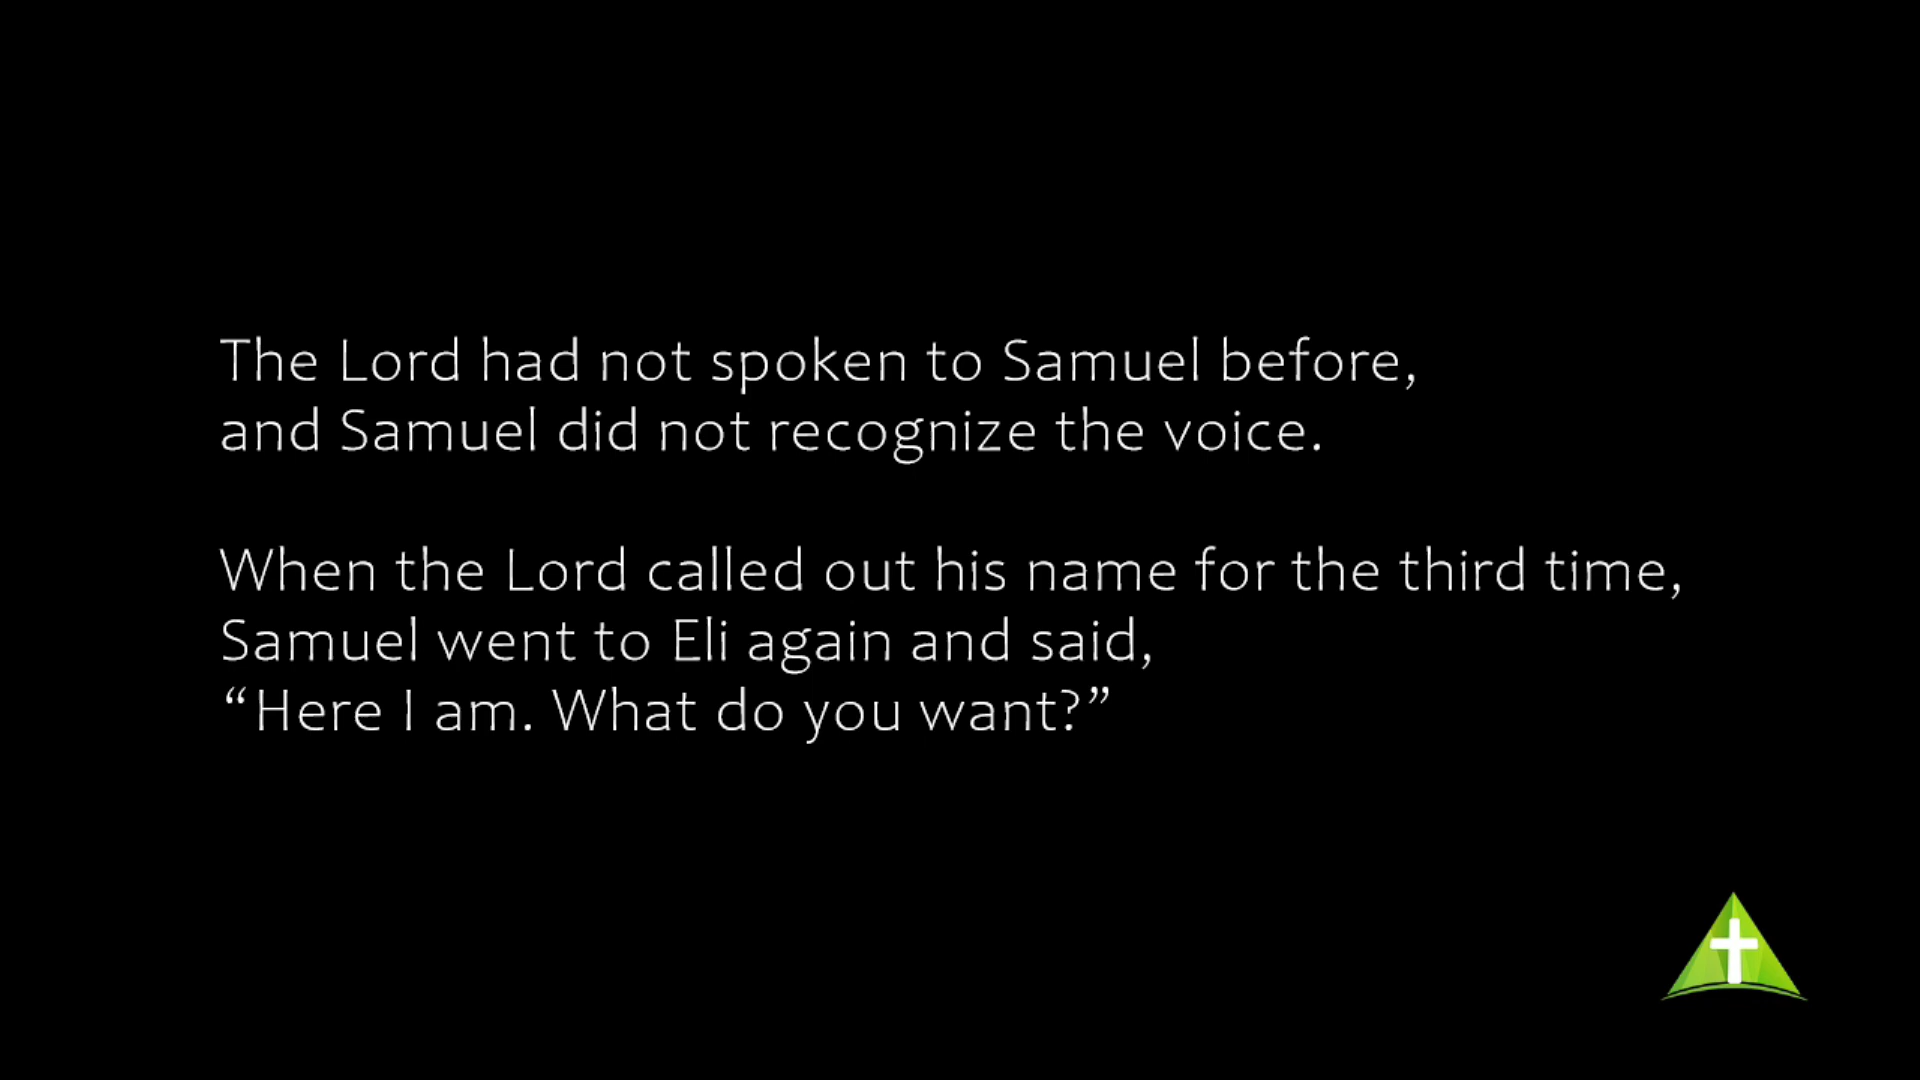 The Lord had not spoken to Samuel before,
and Samuel did not recognize the voice.
When the Lord called out his name for the third time,
Samuel went to Eli again and said,
“Here I am. What do you want?”